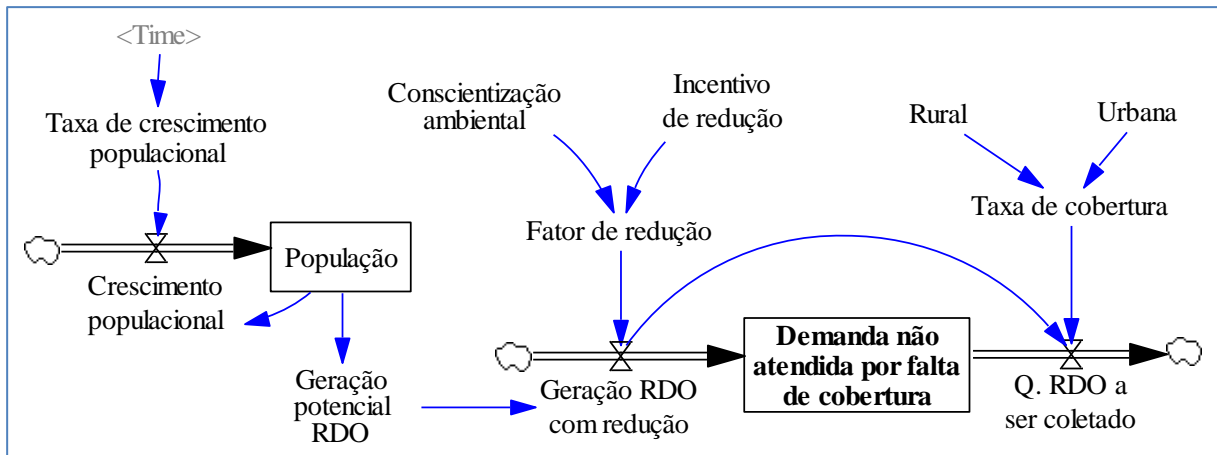 <Time>
Taxa de crescimento
populacional
Crescimento
populacional
População
Geração
potencial
RDO
Conscientização
ambiental
Incentivo
de redução
Fator de redução
Geração RDO
com redução
Demanda não
atendida por falta
de cobertura
Rural
Urbana
Taxa de cobertura
Q. RDO a
ser coletado